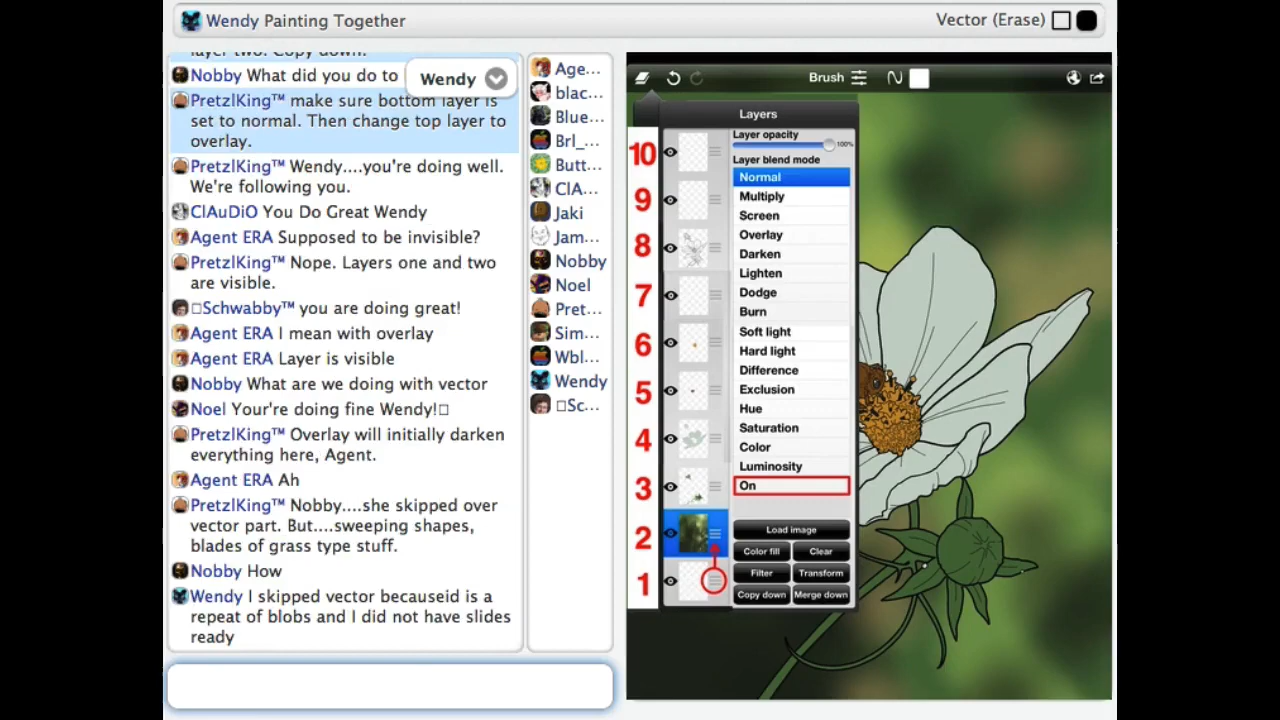 Wendy Painting Together
Vector (Erase)
layer two. Copy down.
Nobby What did you do to
Wendy
PretzlKing™ make sure bottom layer is
set to normal. Then change top layer to
overlay.
PretzlKing™ Wendy....you're doing well.
We're following you.
ClAuDiO You Do Great Wendy
Agent ERA Supposed to be invisible?
PretzlKing™ Nope. Layers one and two
are visible.
Schwabby™ you are doing great!
Agent ERA I mean with overlay
Agent ERA Layer is visible
Nobby What are we doing with vector
Noel Your're doing fine Wendy!
PretzlKing™ Overlay will initially darken
everything here, Agent.
Agent ERA Ah
PretzlKing™ Nobby....she skipped over
vector part. But....sweeping shapes,
blades of grass type stuff.
Nobby How
Wendy I skipped vector becauseid is a
repeat of blobs and I did not have slides
ready
Age...
blac...
Blue...
Brl_...
Butt...
ClA...
Jaki
Jam...
Nobby
Noel
Pret...
Sim...
Wbl...
Wendy
Sc...
Brush
Layers
Layer opacity
100%
Layer blend mode
Normal
Multiply
Screen
Overlay
Darken
Lighten
Dodge
Burn
Soft light
Hard light
Difference
Exclusion
Hue
Saturation
Color
Luminosity
On
Load image
Color fill Clear
Filter Transform
Copy down Merge down
10
9
8
7
6
5
4
3
2
1